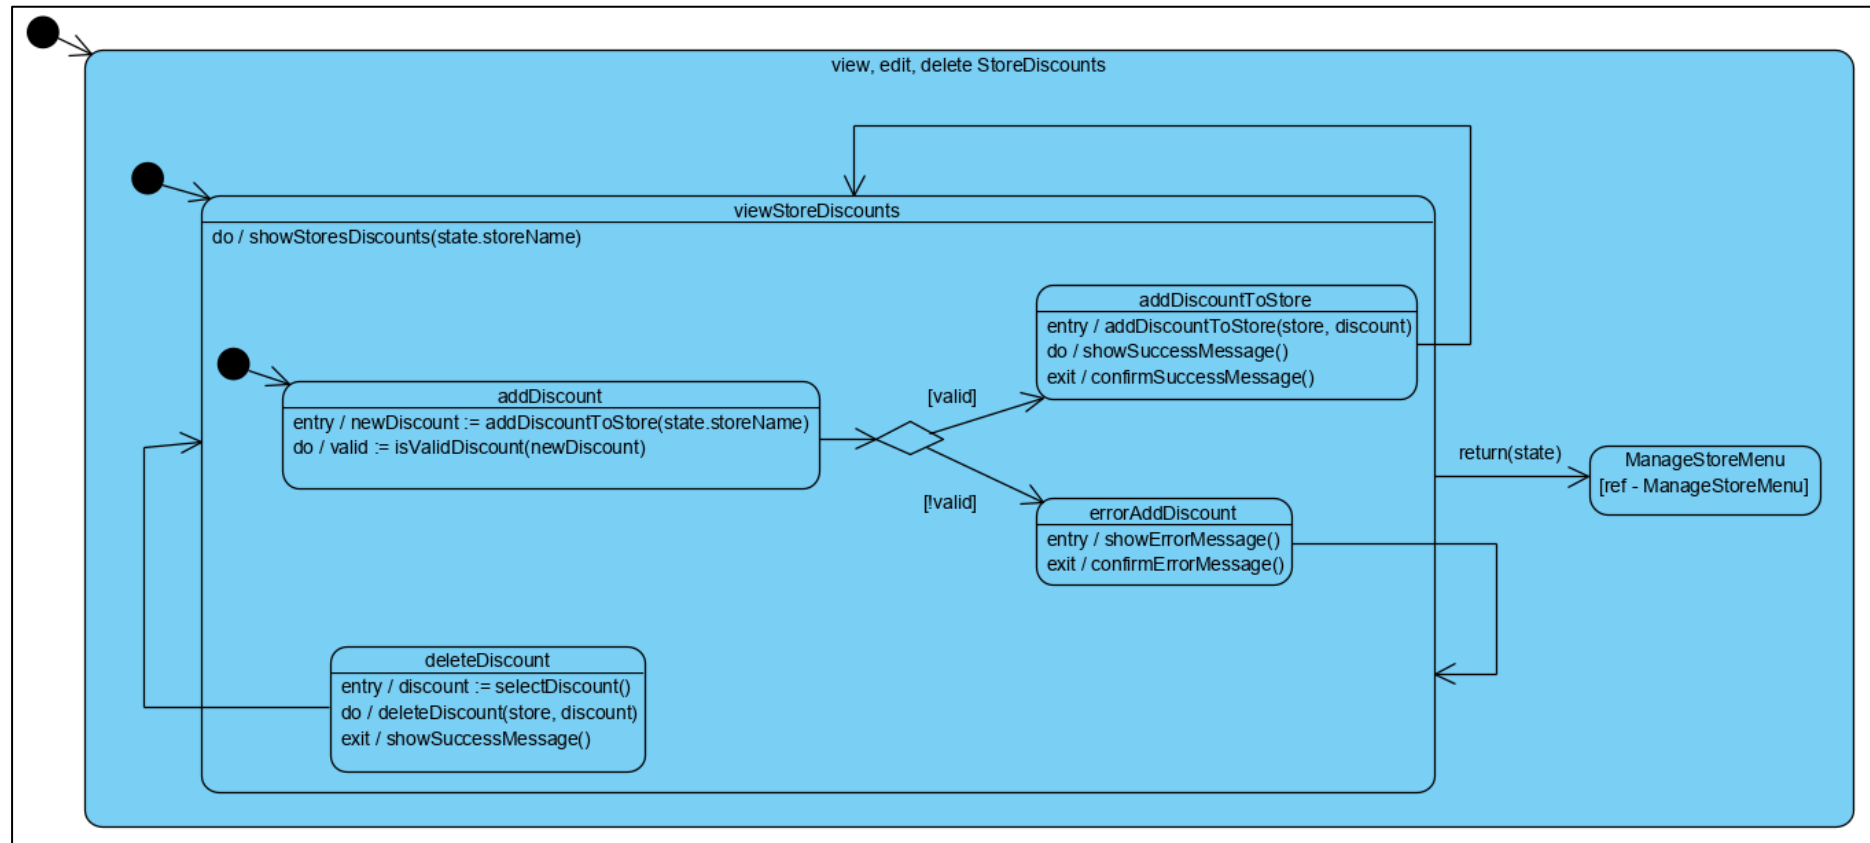 view, edit, delete StoreDiscounts
viewStoreDiscounts
do / showStoresDiscounts(state.storeName)
addDiscountToStore
entry / addDiscountToStore(store, discount)
do / showSuccessMessage()
exit / confirmSuccessMessage()
addDiscount
entry / newDiscount := addDiscountToStore(state.storeName)
do / valid := isValidDiscount(newDiscount)
[valid]
[!valid]
return(state)
ManageStoreMenu
[ref - ManageStoreMenu]
errorAddDiscount
entry / showErrorMessage()
exit / confirmErrorMessage()
deleteDiscount
entry / discount := selectDiscount()
do / deleteDiscount(store, discount)
exit / showSuccessMessage()